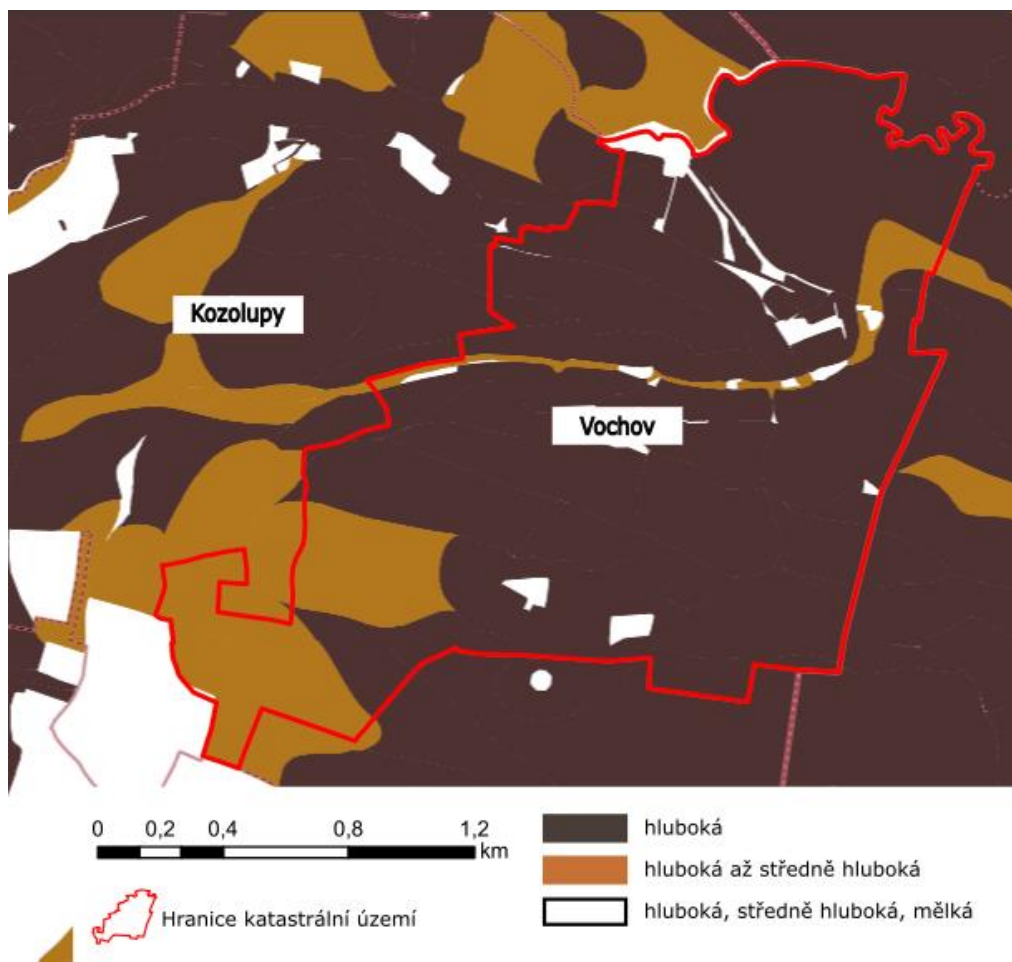 Kozolupy
Vochov
0 0,2 0,4 0,8 1,2
km
Hranice katastrální území
hluboká
hluboká až středně hluboká
hluboká, středně hluboká, mělká